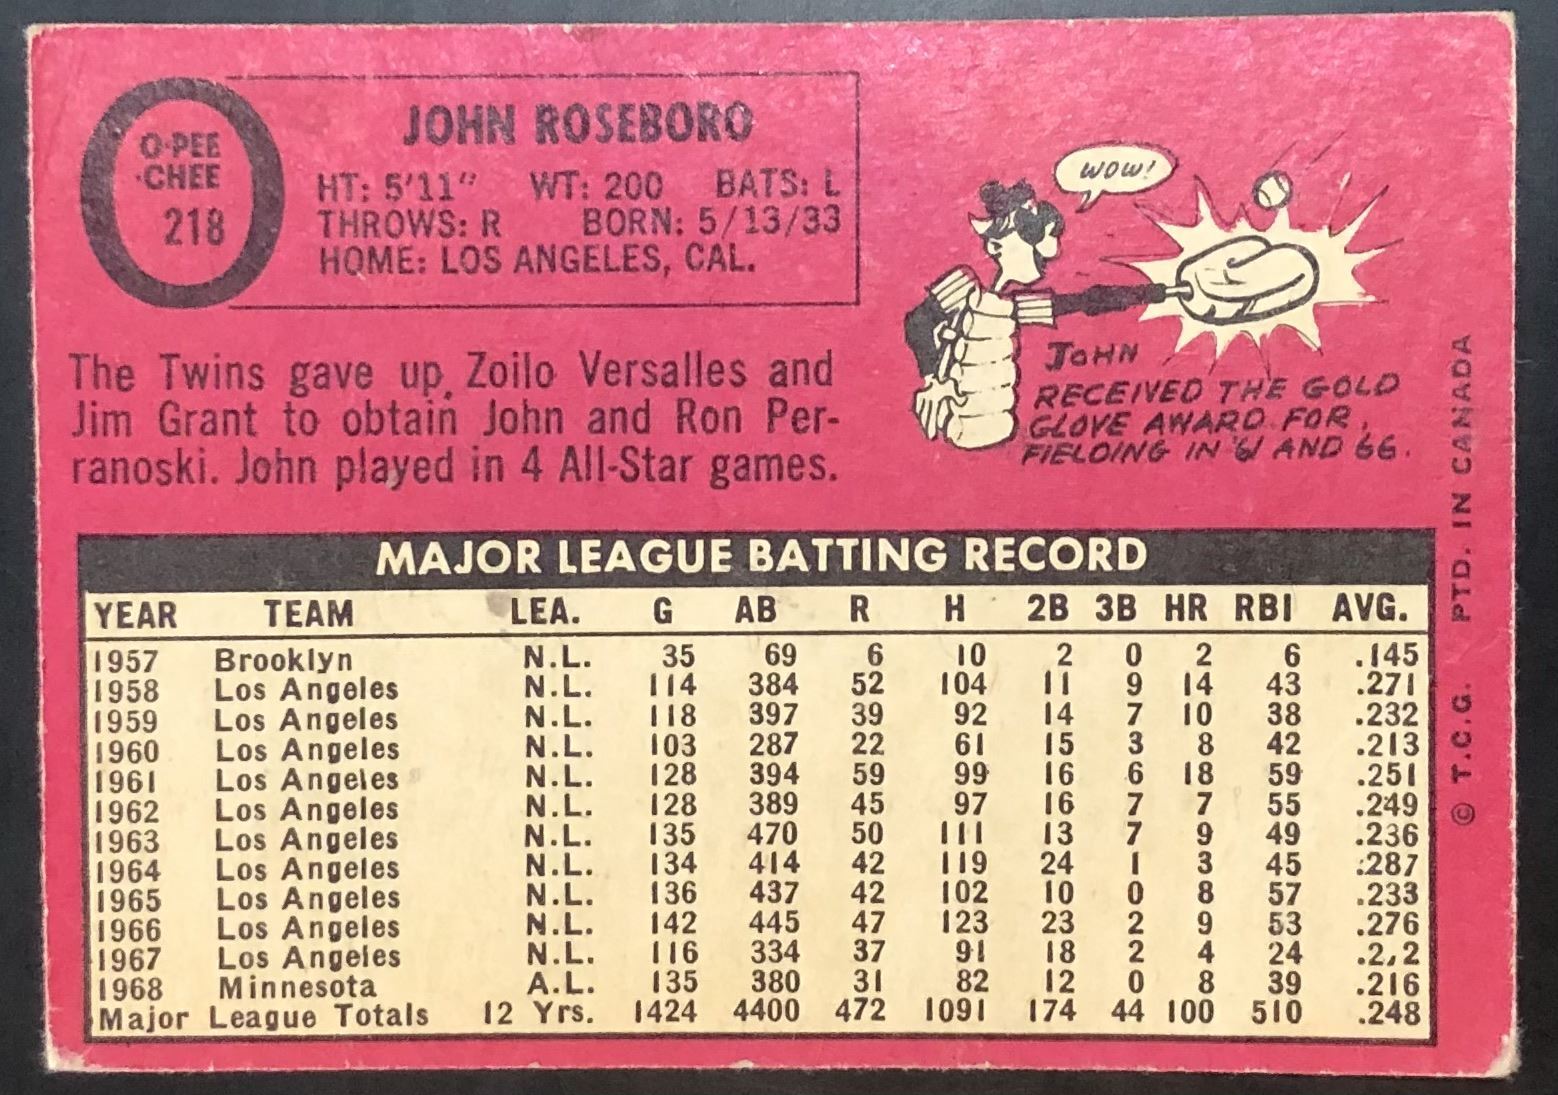 O-PEE
-CHEE
218
JOHN ROSEBORO
HT: 5'11" WT: 200 BATS: L
THROWS: R BORN: 5/13/33
HOME: LOS ANGELES, CAL.
WOW!
The Twins gave up Zoilo Versalles and
Jim Grant to obtain John and Ron Per-
ranoski. John played in 4 All-Star games.
JOHN
RECEIVED THE GOLD
GLOVE AWARD FOR
FIELDING IN '61 AND '66.
MAJOR LEAGUE BATTING RECORD
YEAR TEAM LEA. G AB R H 2B 3B HR RBI AVG.
1957 Brooklyn N.L. 35 69 6 10 2 0 2 6 .145
1958 Los Angeles N.L. 114 384 52 104 11 9 14 43 .271
1959 Los Angeles N.L. 118 397 39 92 14 7 10 38 .232
1960 Los Angeles N.L. 103 287 22 61 15 3 8 42 .213
1961 Los Angeles N.L. 128 394 59 99 16 6 18 59 .251
1962 Los Angeles N.L. 128 389 45 97 16 7 7 55 .249
1963 Los Angeles N.L. 135 470 50 111 13 7 9 49 .236
1964 Los Angeles N.L. 134 414 42 119 24 1 3 45 .287
1965 Los Angeles N.L. 136 437 42 102 10 0 8 57 .233
1966 Los Angeles N.L. 142 445 47 123 23 2 9 53 .276
1967 Los Angeles N.L. 116 334 37 91 18 2 4 24
1968 Minnesota A.L. 135 380 31 82 12 0 8 39 .216
Major League Totals 12 Yrs. 1424 4400 472 1091 174 44 100 510 .248
© T.C.G. PTD. IN CANADA